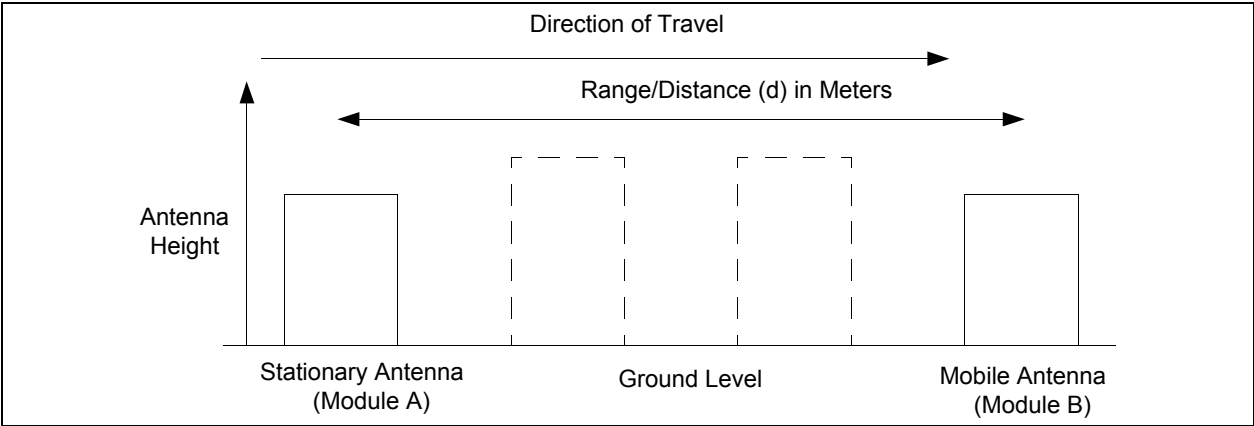 Direction of Travel
Range/Distance (d) in Meters
Antenna
Height
Stationary Antenna
(Module A)
Ground Level
Mobile Antenna
(Module B)